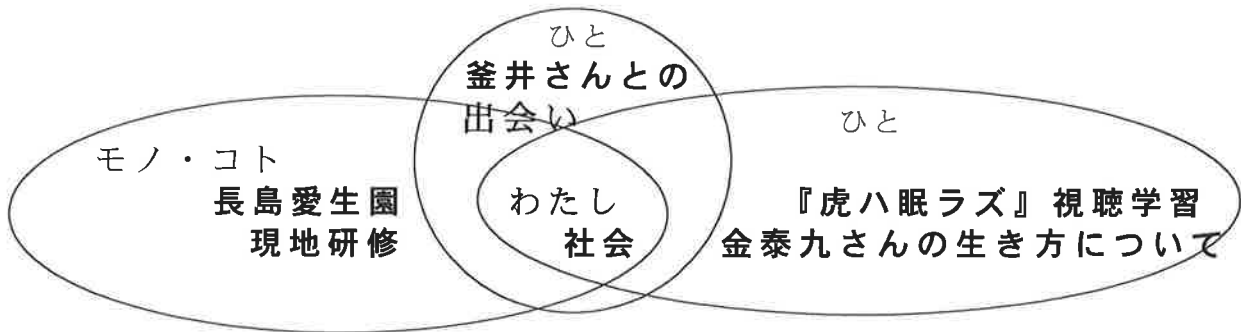 ひと
釜井さんとの
出会い
モノ・コト
長島愛生園
現地研修
わたし
社会
ひと
『虎ハ眠ラズ』視聴学習
金泰九さんの生き方について